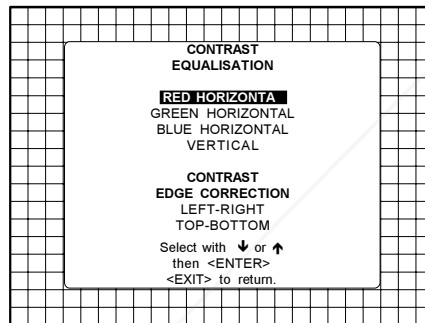 CONTRAST
EQUALISATION
RED HORIZONTA
GREEN HORIZONTAL
BLUE HORIZONTAL
VERTICAL
CONTRAST
EDGE CORRECTION
LEFT-RIGHT
TOP-BOTTOM
Select with ↓ or ↑
then <ENTER>
<EXIT> to return.